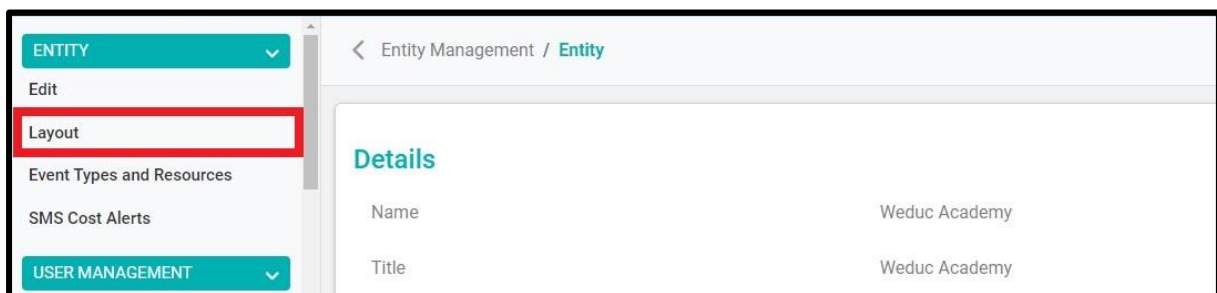 ENTITY
Edit
Layout
Event Types and Resources
SMS Cost Alerts
USER MANAGEMENT
Entity Management / Entity
Details
Name Weduc Academy
Title Weduc Academy